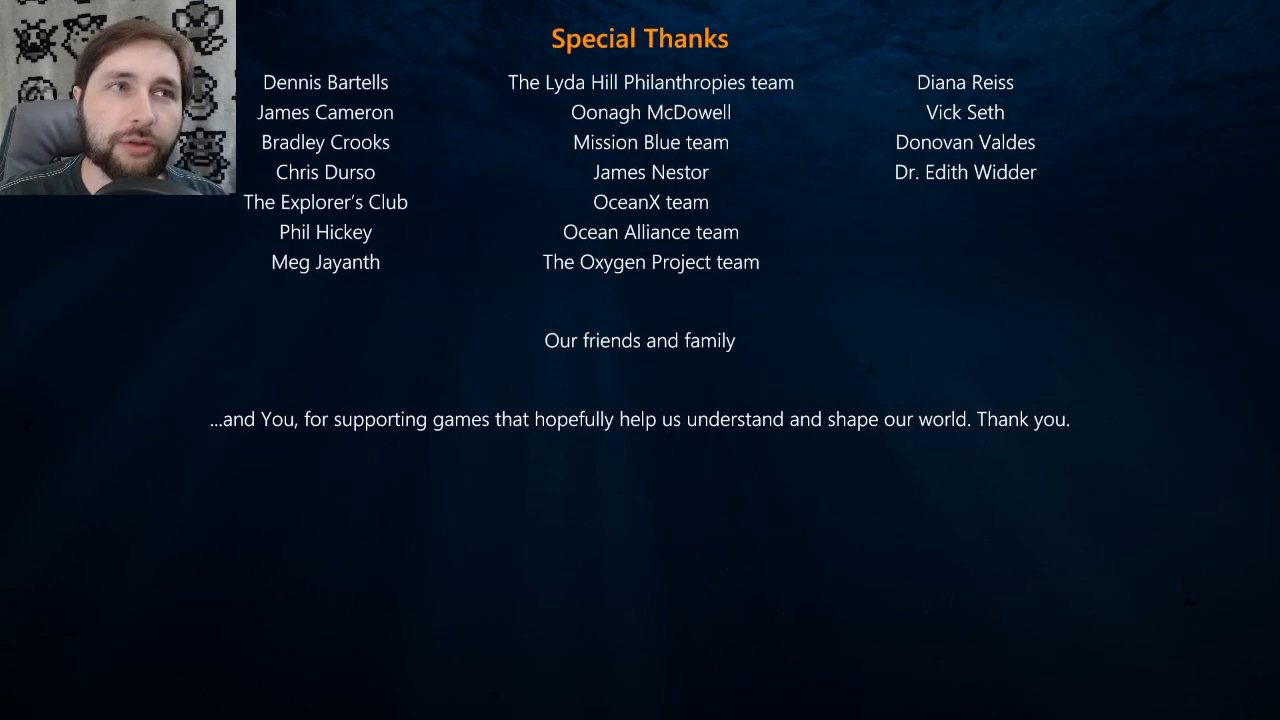 Special Thanks
Dennis Bartells
James Cameron
Bradley Crooks
Chris Durso
The Explorer’s Club
Phil Hickey
Meg Jayanth
The Lyda Hill Philanthropies team
Oonagh McDowell
Mission Blue team
James Nestor
OceanX team
Ocean Alliance team
The Oxygen Project team
Diana Reiss
Vick Seth
Donovan Valdes
Dr. Edith Widder
Our friends and family
...and You, for supporting games that hopefully help us understand and shape our world. Thank you.